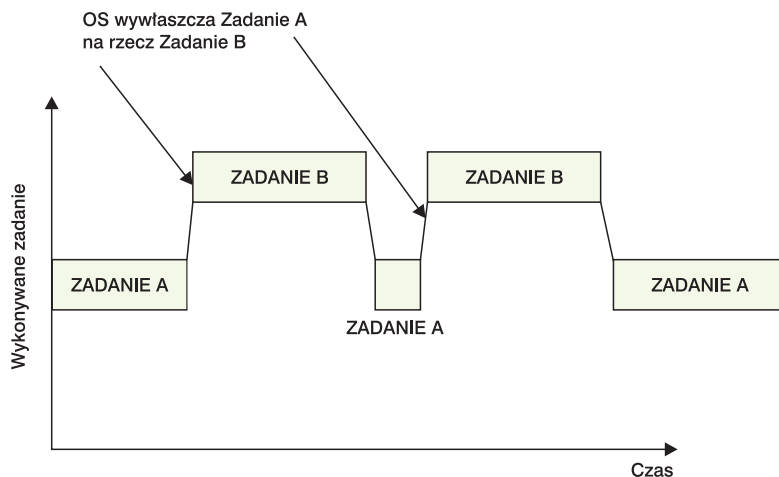 OS wywłaszcza Zadanie A
na rzecz Zadanie B
Wykonywane zadanie
ZADANIE B
ZADANIE B
ZADANIE A
ZADANIE A
ZADANIE A
Czas